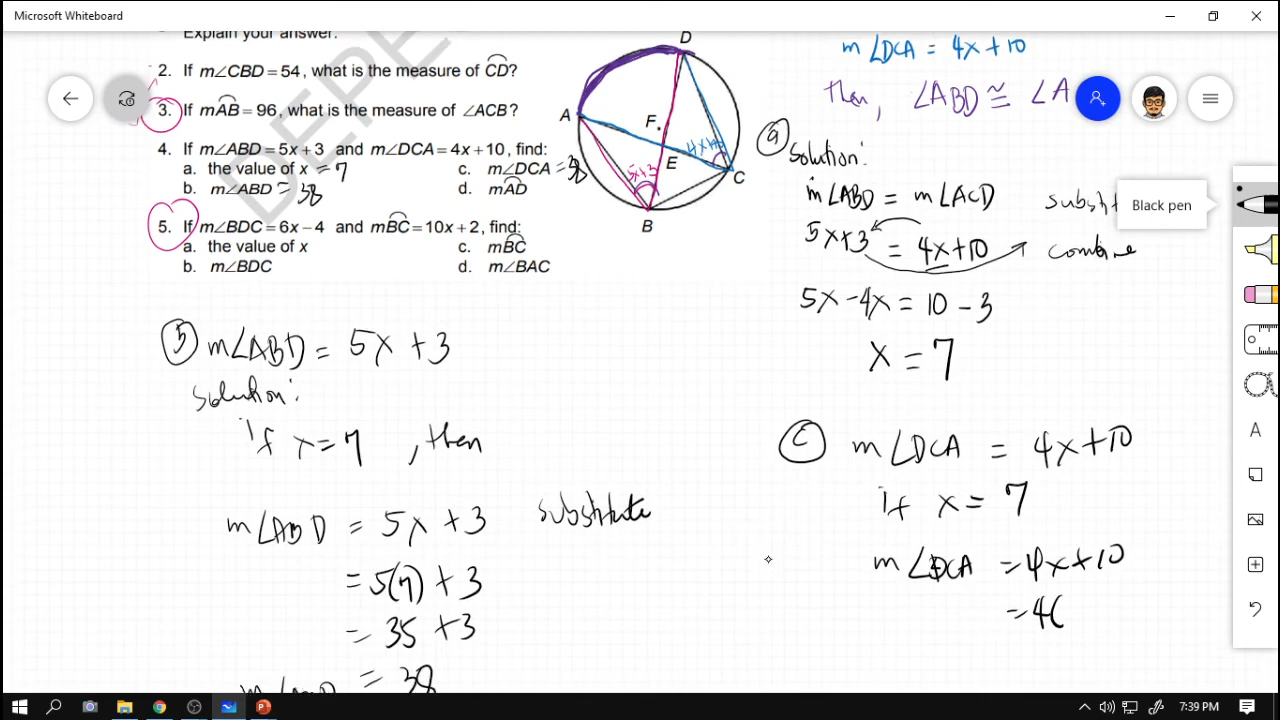 Microsoft Whiteboard
Explain your answer.
2. If m∠CBD = 54, what is the measure of CD?
3. If mAB = 96, what is the measure of ∠ACB?
4. If m∠ABD = 5x + 3 and m∠DCA = 4x + 10, find:
a. the value of x = 7
c. m∠DCA = 38
b. m∠ABD = 38
d. mAD
5. If m∠BDC = 6x − 4 and mBC = 10x + 2, find:
a. the value of x
c. mBC
b. m∠BDC
d. m∠BAC
DEPE
D
A
F
E
C
B
5x+3
m∠DCA = 4x+10
then, ∠ABD ≅ ∠A
a
Solution:
m∠ABD = m∠ACD
5x+3 = 4x+10
combine
5x - 4x = 10 - 3
x = 7
Black pen
b m∠ABD = 5x + 3
Solution:
if x = 7, then
m∠ABD = 5x + 3 substitute
= 5(7) + 3
= 35 + 3
= 38
c m∠DCA = 4x+10
if x = 7
m∠DCA = 4x+10
= 4(
A
7:39 PM